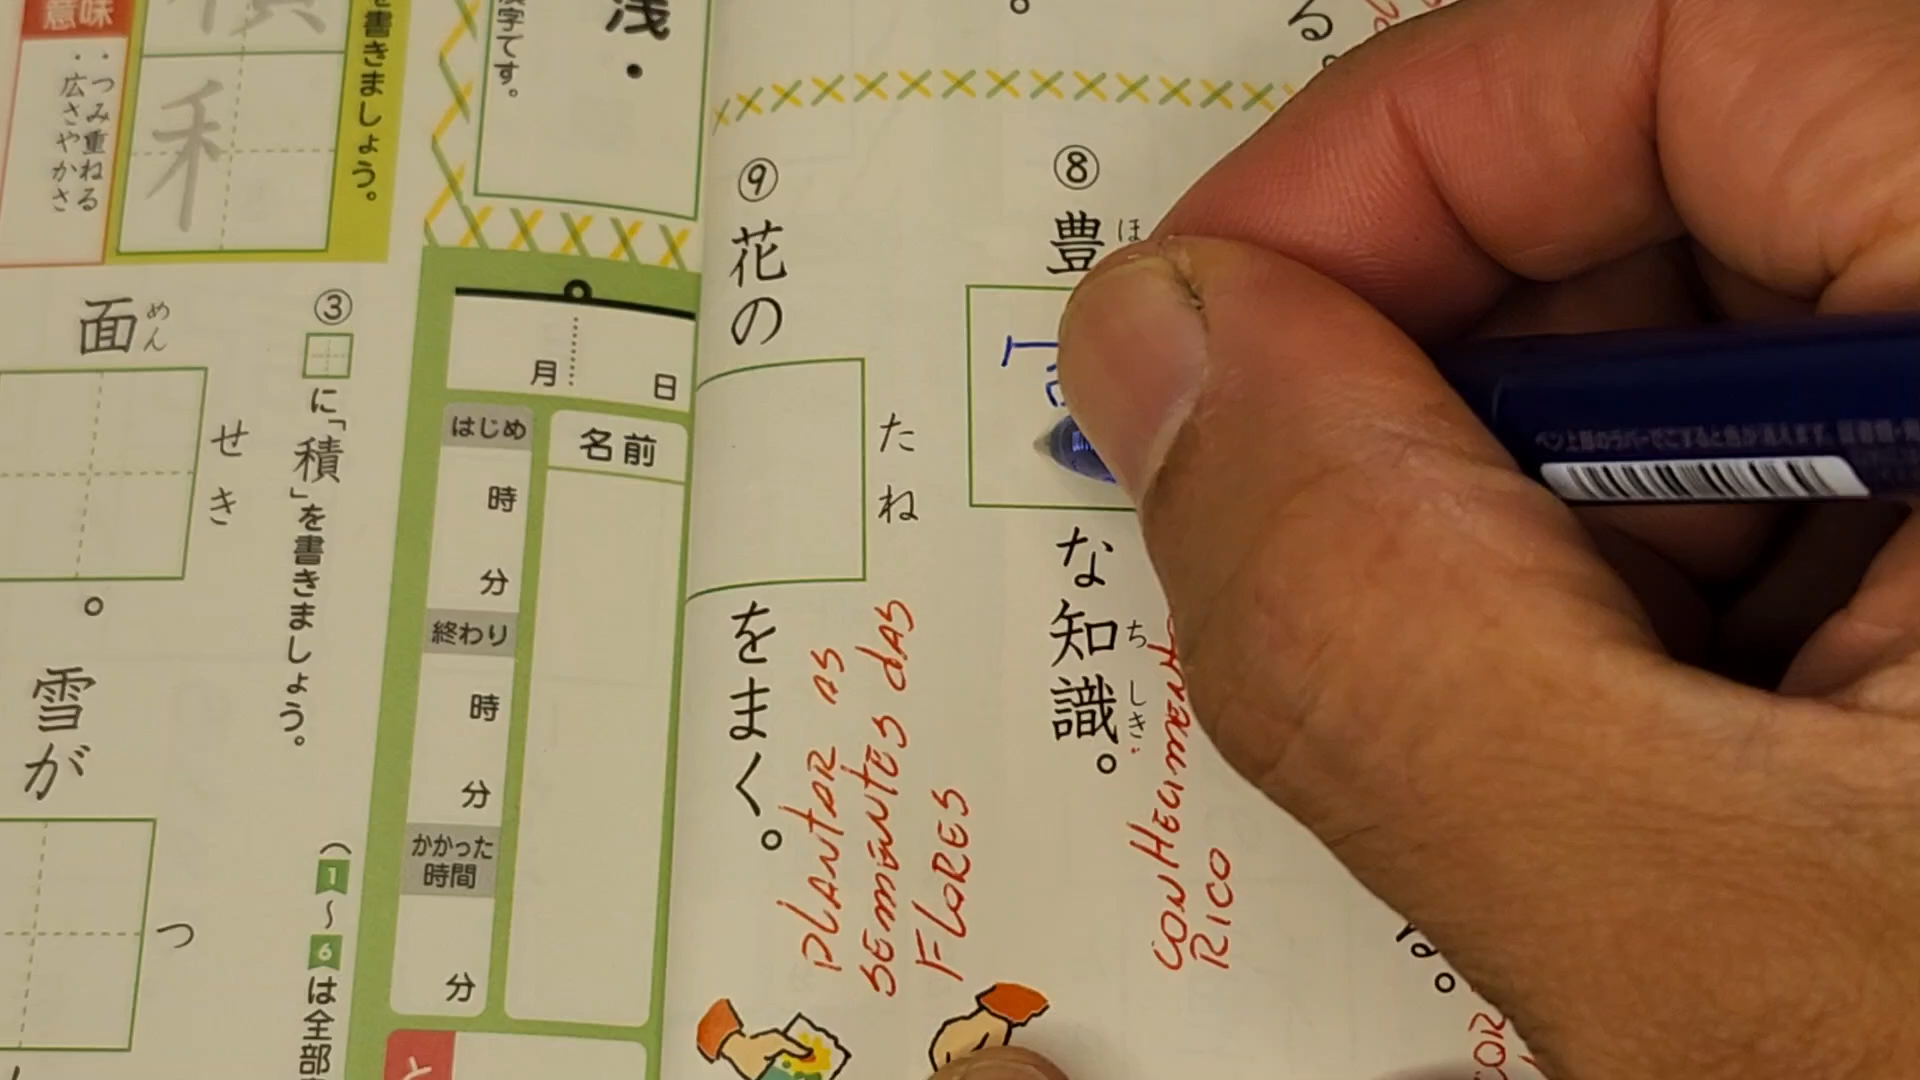 る。
。
⑧豊
ほ
な知識。
ちしき
CONHECIMENT
RICO
⑨花の
をまく。
たね
PLANTAR AS
SEMENTES DAS
FLORES
浅・
漢字です。
月 日
名前
はじめ
時
分
終わり
時
分
かかった
時間
分
と
を書きましょう。
意味
・つみ重ねる
・広さやかさ
③ に「積」を書きましょう。
(1～6は全部
面
めん
せき
。
雪が
つ